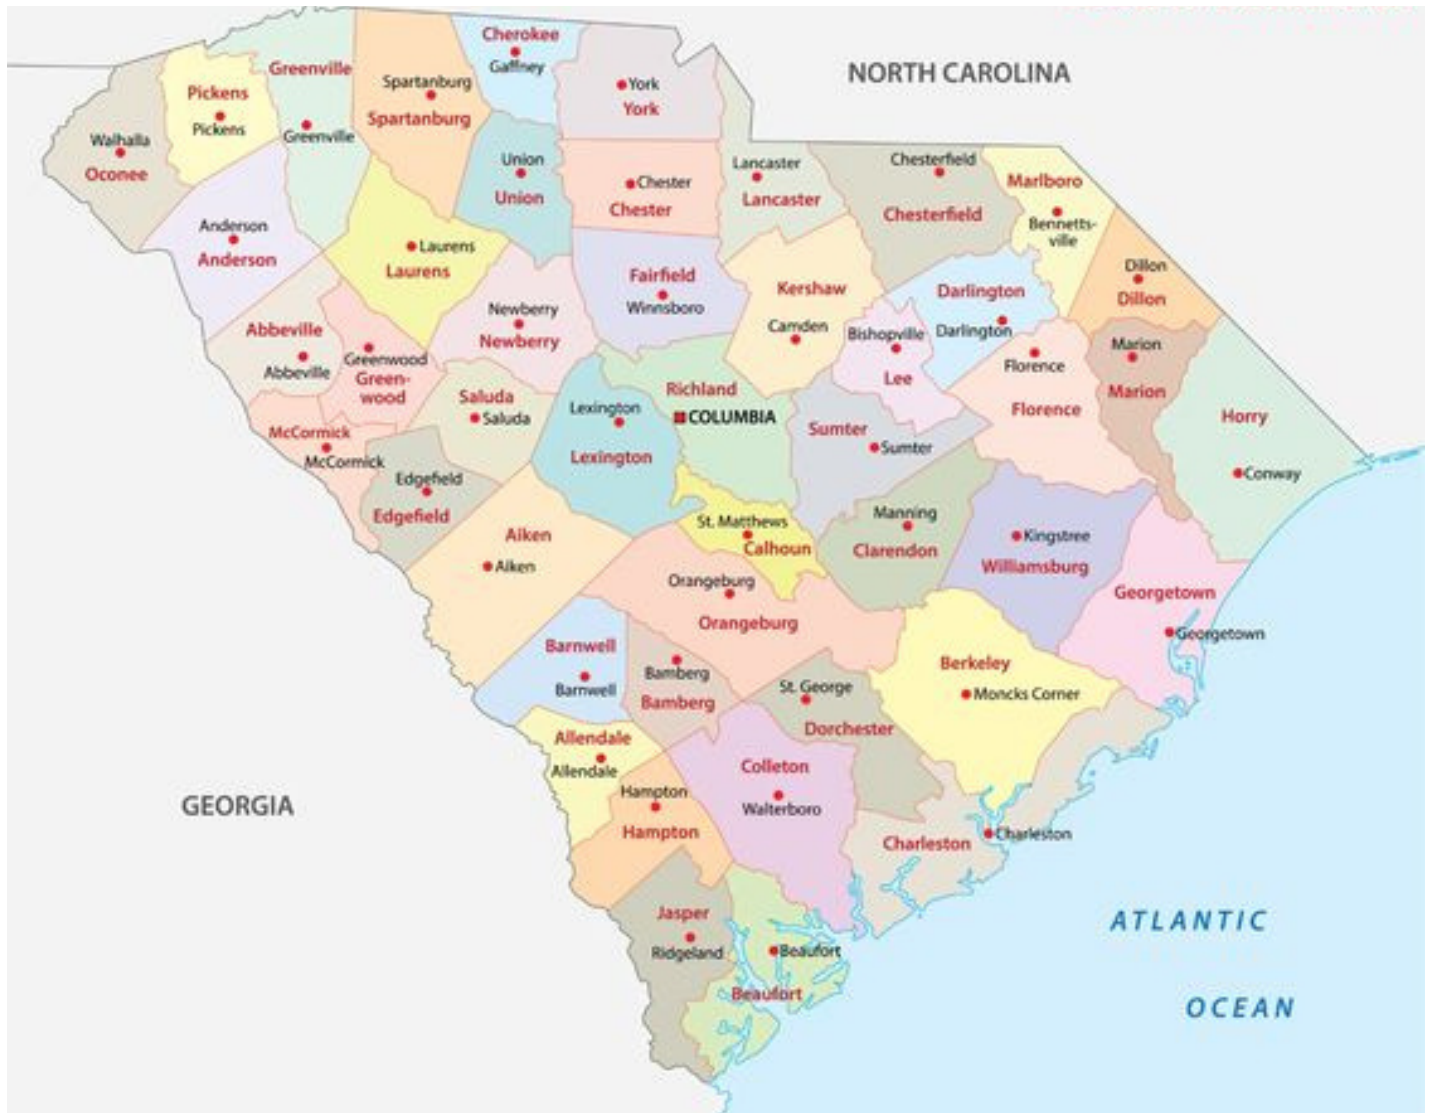 Cherokee
Gaffney
NORTH CAROLINA
Greenville
Spartanburg
Spartanburg
York
York
Pickens
Pickens
Greenville
Walhalla
Oconee
Union
Union
Chester
Chester
Lancaster
Lancaster
Chesterfield
Chesterfield
Marlboro
Bennetts-
ville
Anderson
Anderson
Laurens
Laurens
Fairfield
Winnsboro
Kershaw
Camden
Darlington
Darlington
Dillon
Dillon
Newberry
Newberry
Abbeville
Abbeville
Greenwood
Green-
wood
Bishopville
Lee
Florence
Florence
Marion
Marion
Horry
Conway
Saluda
Saluda
Lexington
Lexington
Richland
COLUMBIA
Sumter
Sumter
McCormick
McCormick
Edgefield
Edgefield
Aiken
Aiken
St. Matthews
Calhoun
Manning
Clarendon
Kingstree
Williamsburg
Orangeburg
Orangeburg
Georgetown
Georgetown
Barnwell
Barnwell
Bamberg
Bamberg
St. George
Dorchester
Berkeley
Moncks Corner
Allendale
Allendale
Hampton
Hampton
Colleton
Walterboro
GEORGIA
Charleston
Charleston
Jasper
Ridgeland
Beaufort
Beaufort
ATLANTIC
OCEAN